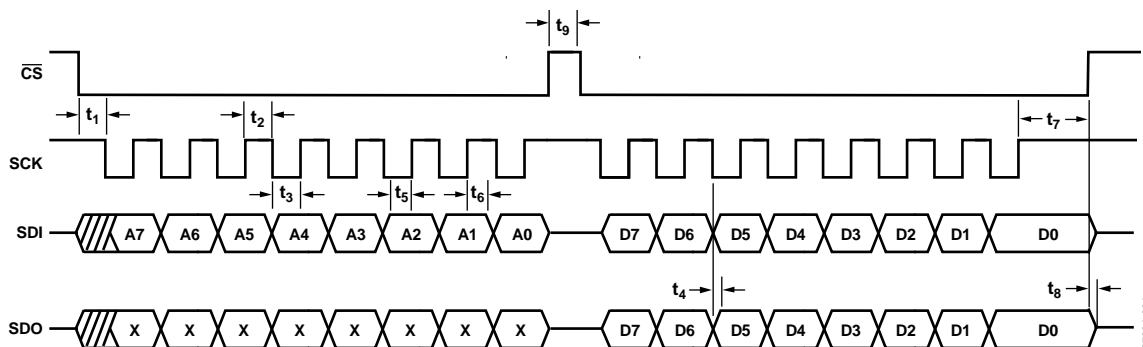 t9
CS
t1
t2
t7
SCK
t3
t5
t6
SDI A7 A6 A5 A4 A3 A2 A1 A0 D7 D6 D5 D4 D3 D2 D1 D0
t4
t8
SDO X X X X X X X X D7 D6 D5 D4 D3 D2 D1 D0